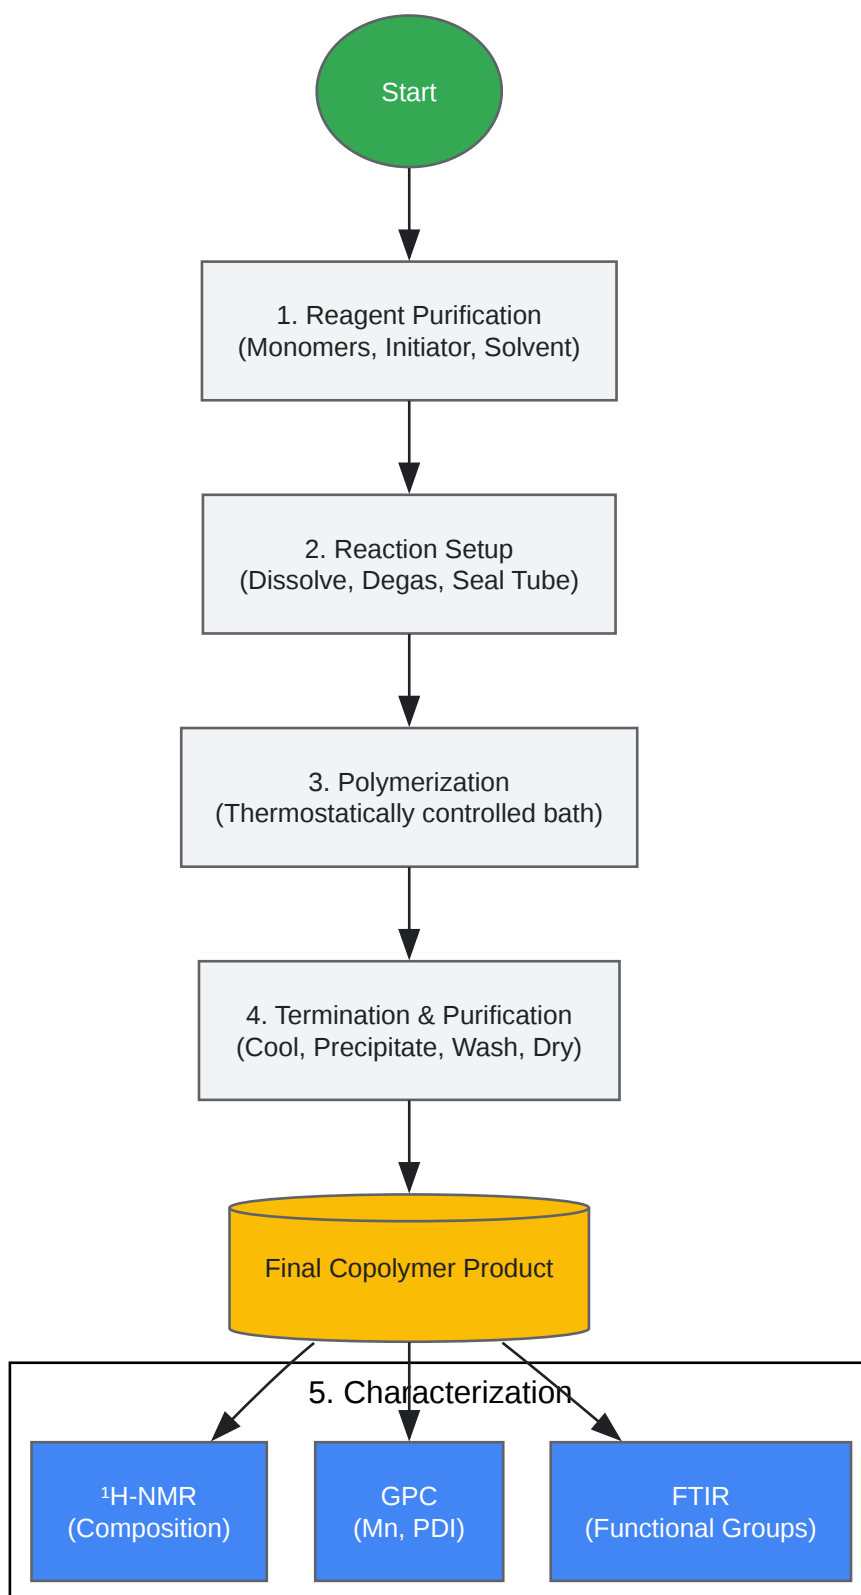 Start
1. Reagent Purification
(Monomers, Initiator, Solvent)
2. Reaction Setup
(Dissolve, Degas, Seal Tube)
3. Polymerization
(Thermostatically controlled bath)
4. Termination & Purification
(Cool, Precipitate, Wash, Dry)
Final Copolymer Product
5. Characterization
¹H-NMR
(Composition)
GPC
(Mn, PDI)
FTIR
(Functional Groups)